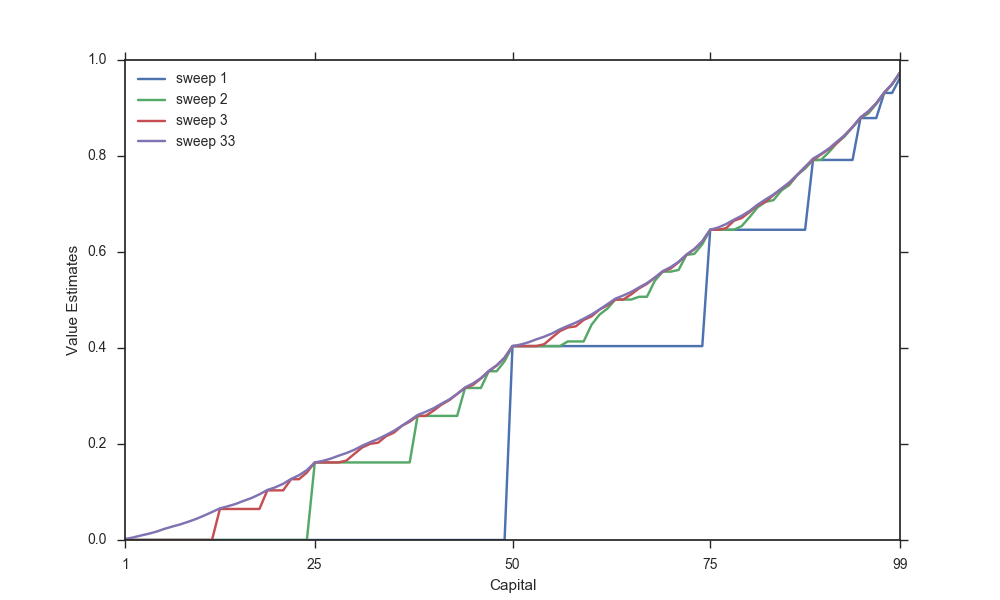 1.0
0.8
0.6
0.4
0.2
0.0
Value Estimates
sweep 1
sweep 2
sweep 3
sweep 33
1 25 50 75 99
Capital